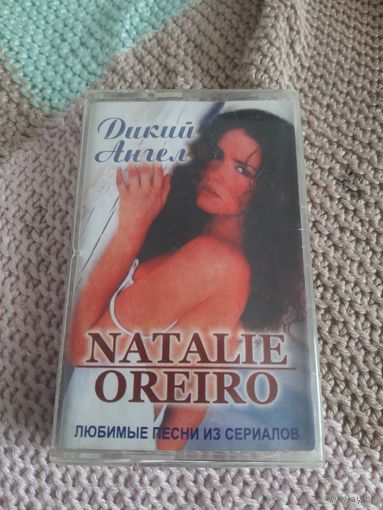 Дикий
Ангел
NATALIE
OREIRO
ЛЮБИМЫЕ ПЕСНИ ИЗ СЕРИАЛОВ